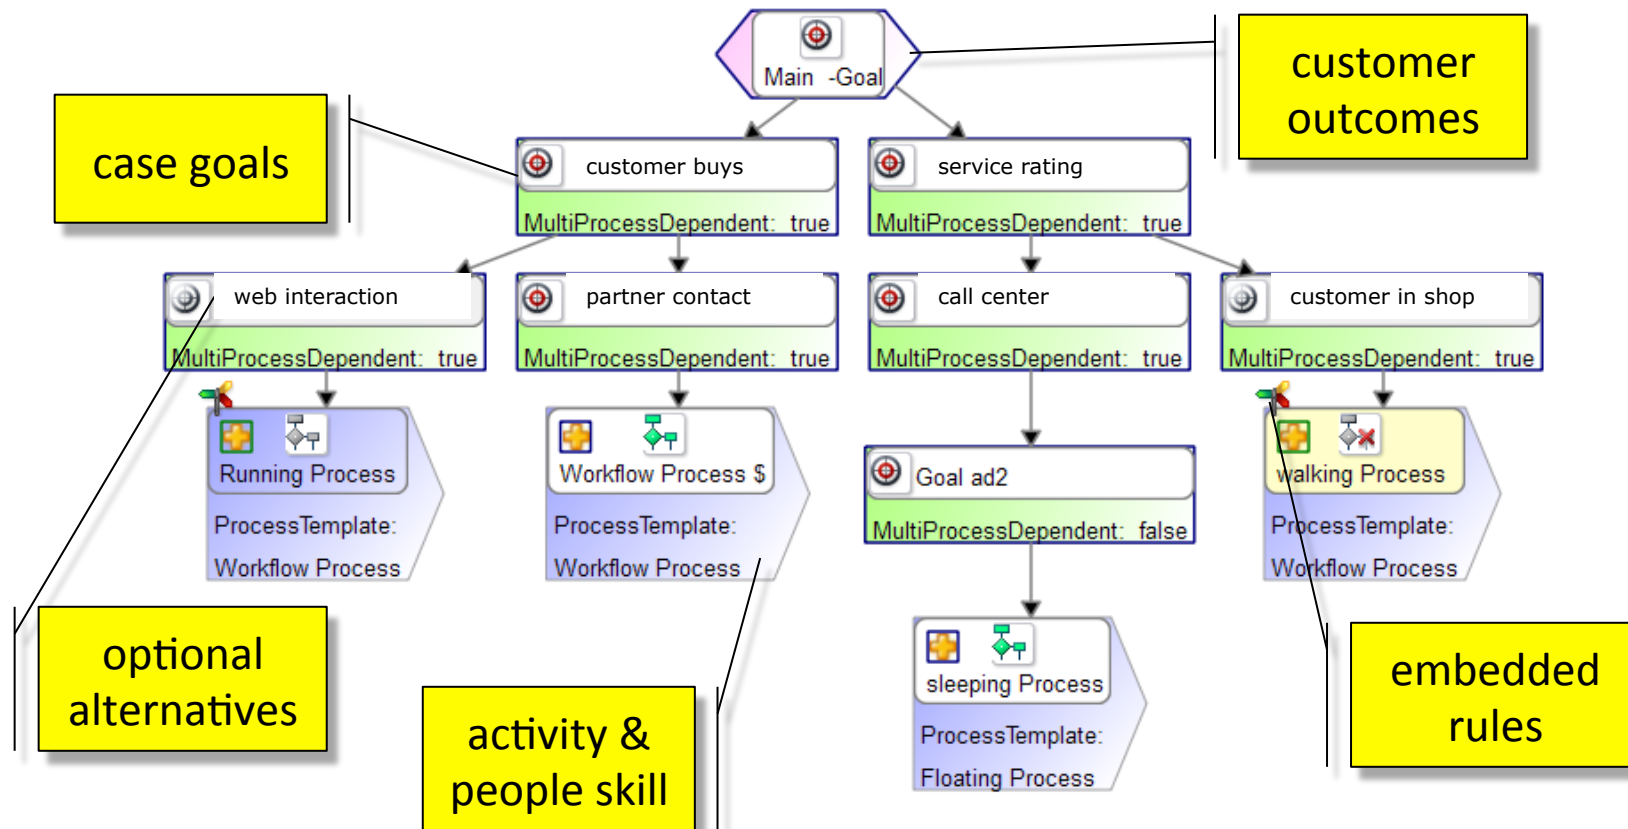 Main -Goal
customer
outcomes
case goals
customer buys
MultiProcessDependent: true
service rating
MultiProcessDependent: true
web interaction
MultiProcessDependent: true
partner contact
MultiProcessDependent: true
call center
MultiProcessDependent: true
customer in shop
MultiProcessDependent: true
Running Process
ProcessTemplate:
Workflow Process
Workflow Process $
ProcessTemplate:
Workflow Process
Goal ad2
MultiProcessDependent: false
walking Process
ProcessTemplate:
Workflow Process
sleeping Process
ProcessTemplate:
Floating Process
optional
alternatives
activity &
people skill
embedded
rules